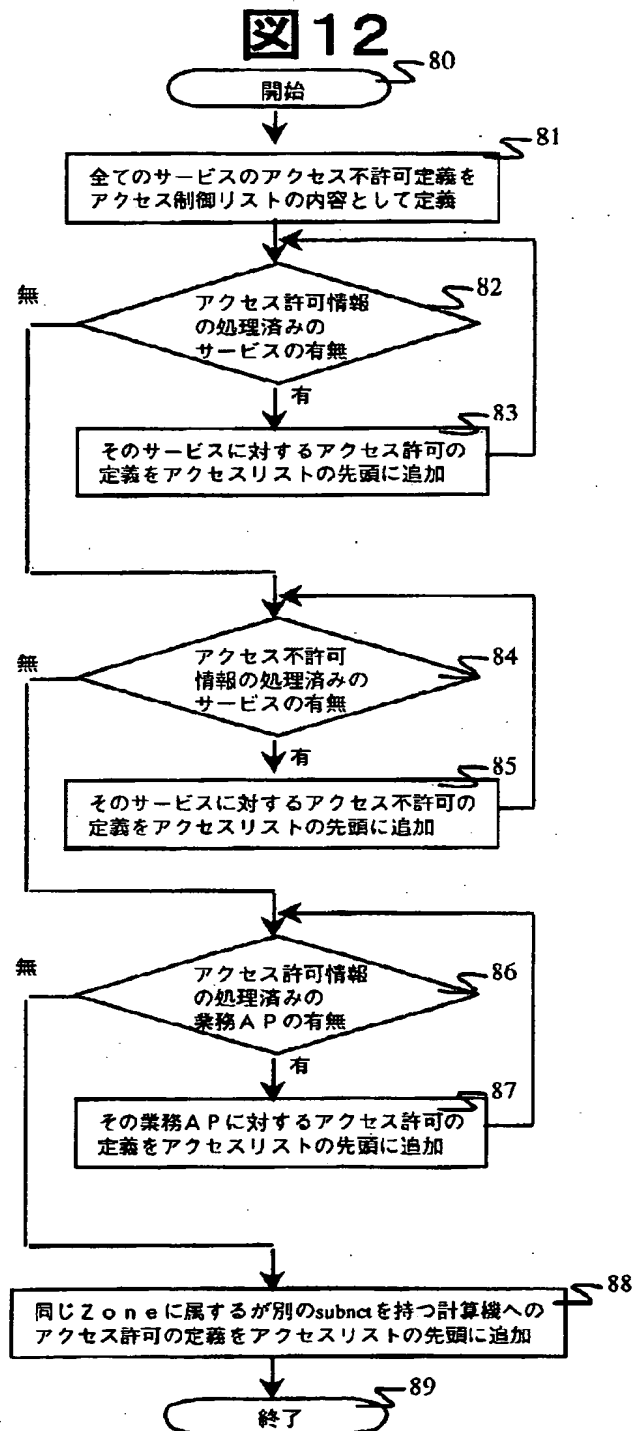 図12
80
開始
81
全てのサービスのアクセス不許可定義を
アクセス制御リストの内容として定義
無
82
アクセス許可情報
の処理済みの
サービスの有無
有
83
そのサービスに対するアクセス許可の
定義をアクセスリストの先頭に追加
無
84
アクセス不許可
情報の処理済みの
サービスの有無
有
85
そのサービスに対するアクセス不許可の
定義をアクセスリストの先頭に追加
無
86
アクセス許可情報
の処理済みの
業務APの有無
有
87
その業務APに対するアクセス許可の
定義をアクセスリストの先頭に追加
88
同じZoneに属するが別のsubnetを持つ計算機への
アクセス許可の定義をアクセスリストの先頭に追加
89
終了